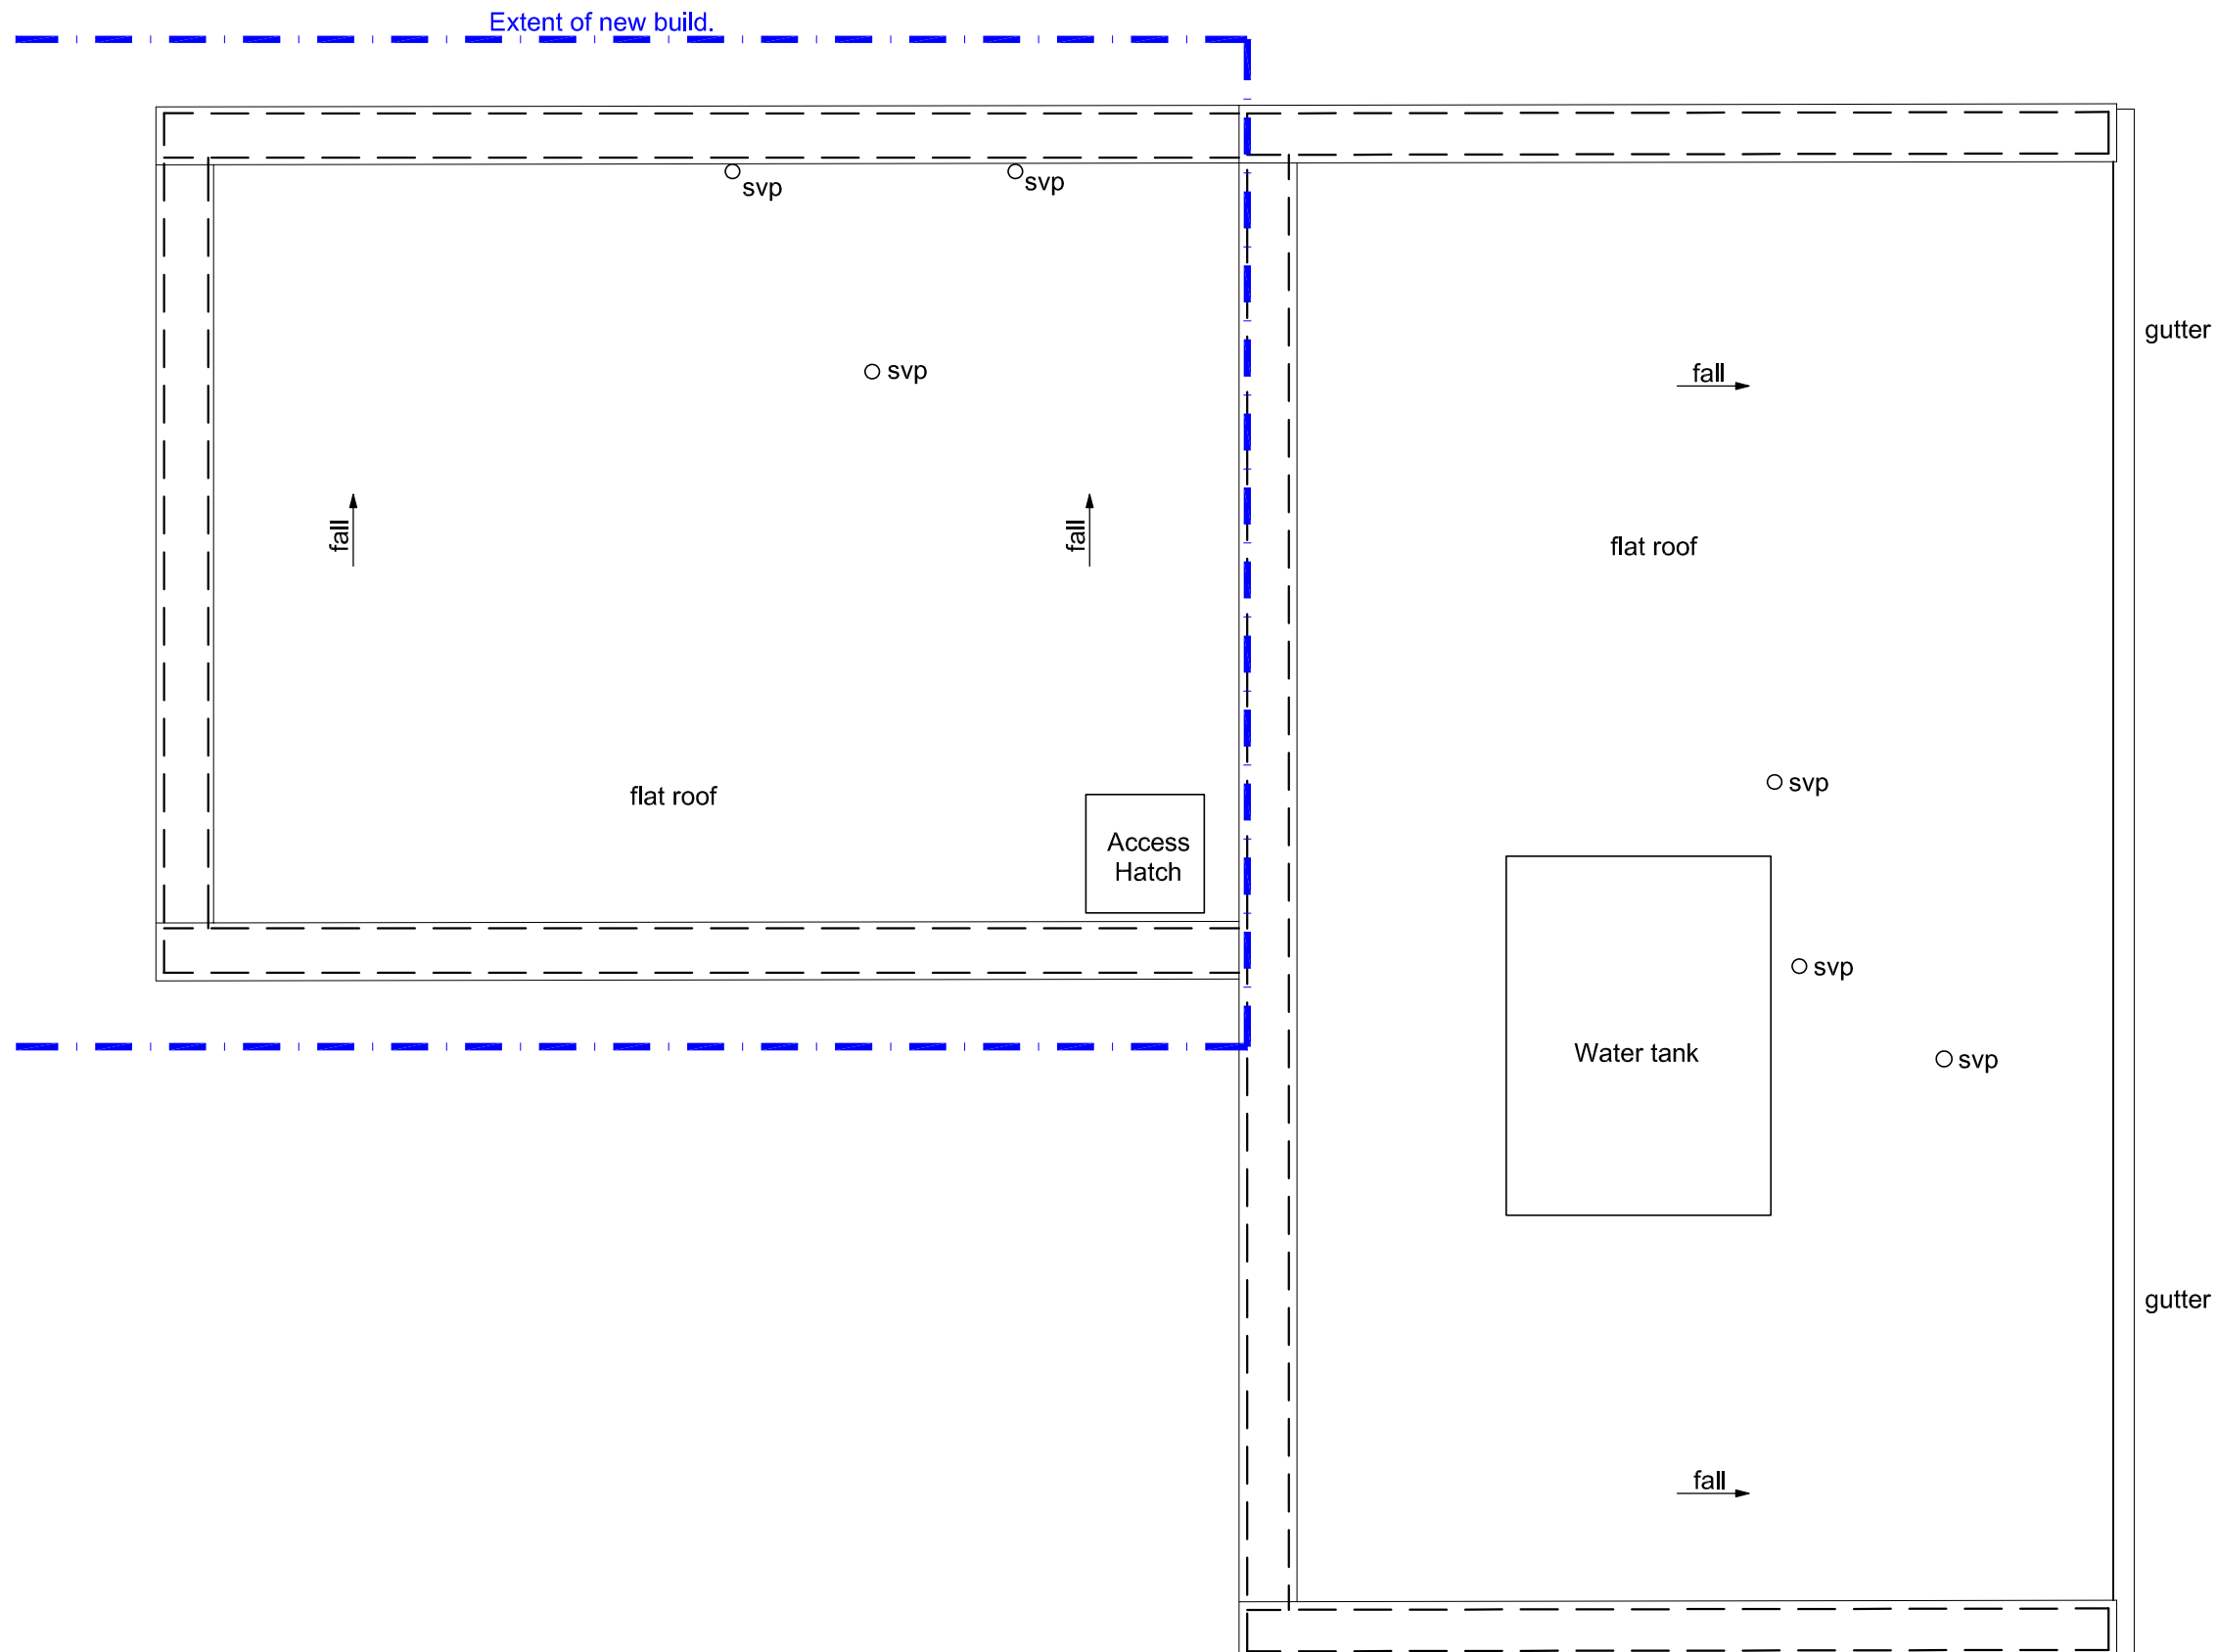 Extent of new build.
svp
svp
gutter
svp
fall
fall
fall
flat roof
svp
flat roof
Access
Hatch
svp
Water tank
svp
gutter
fall